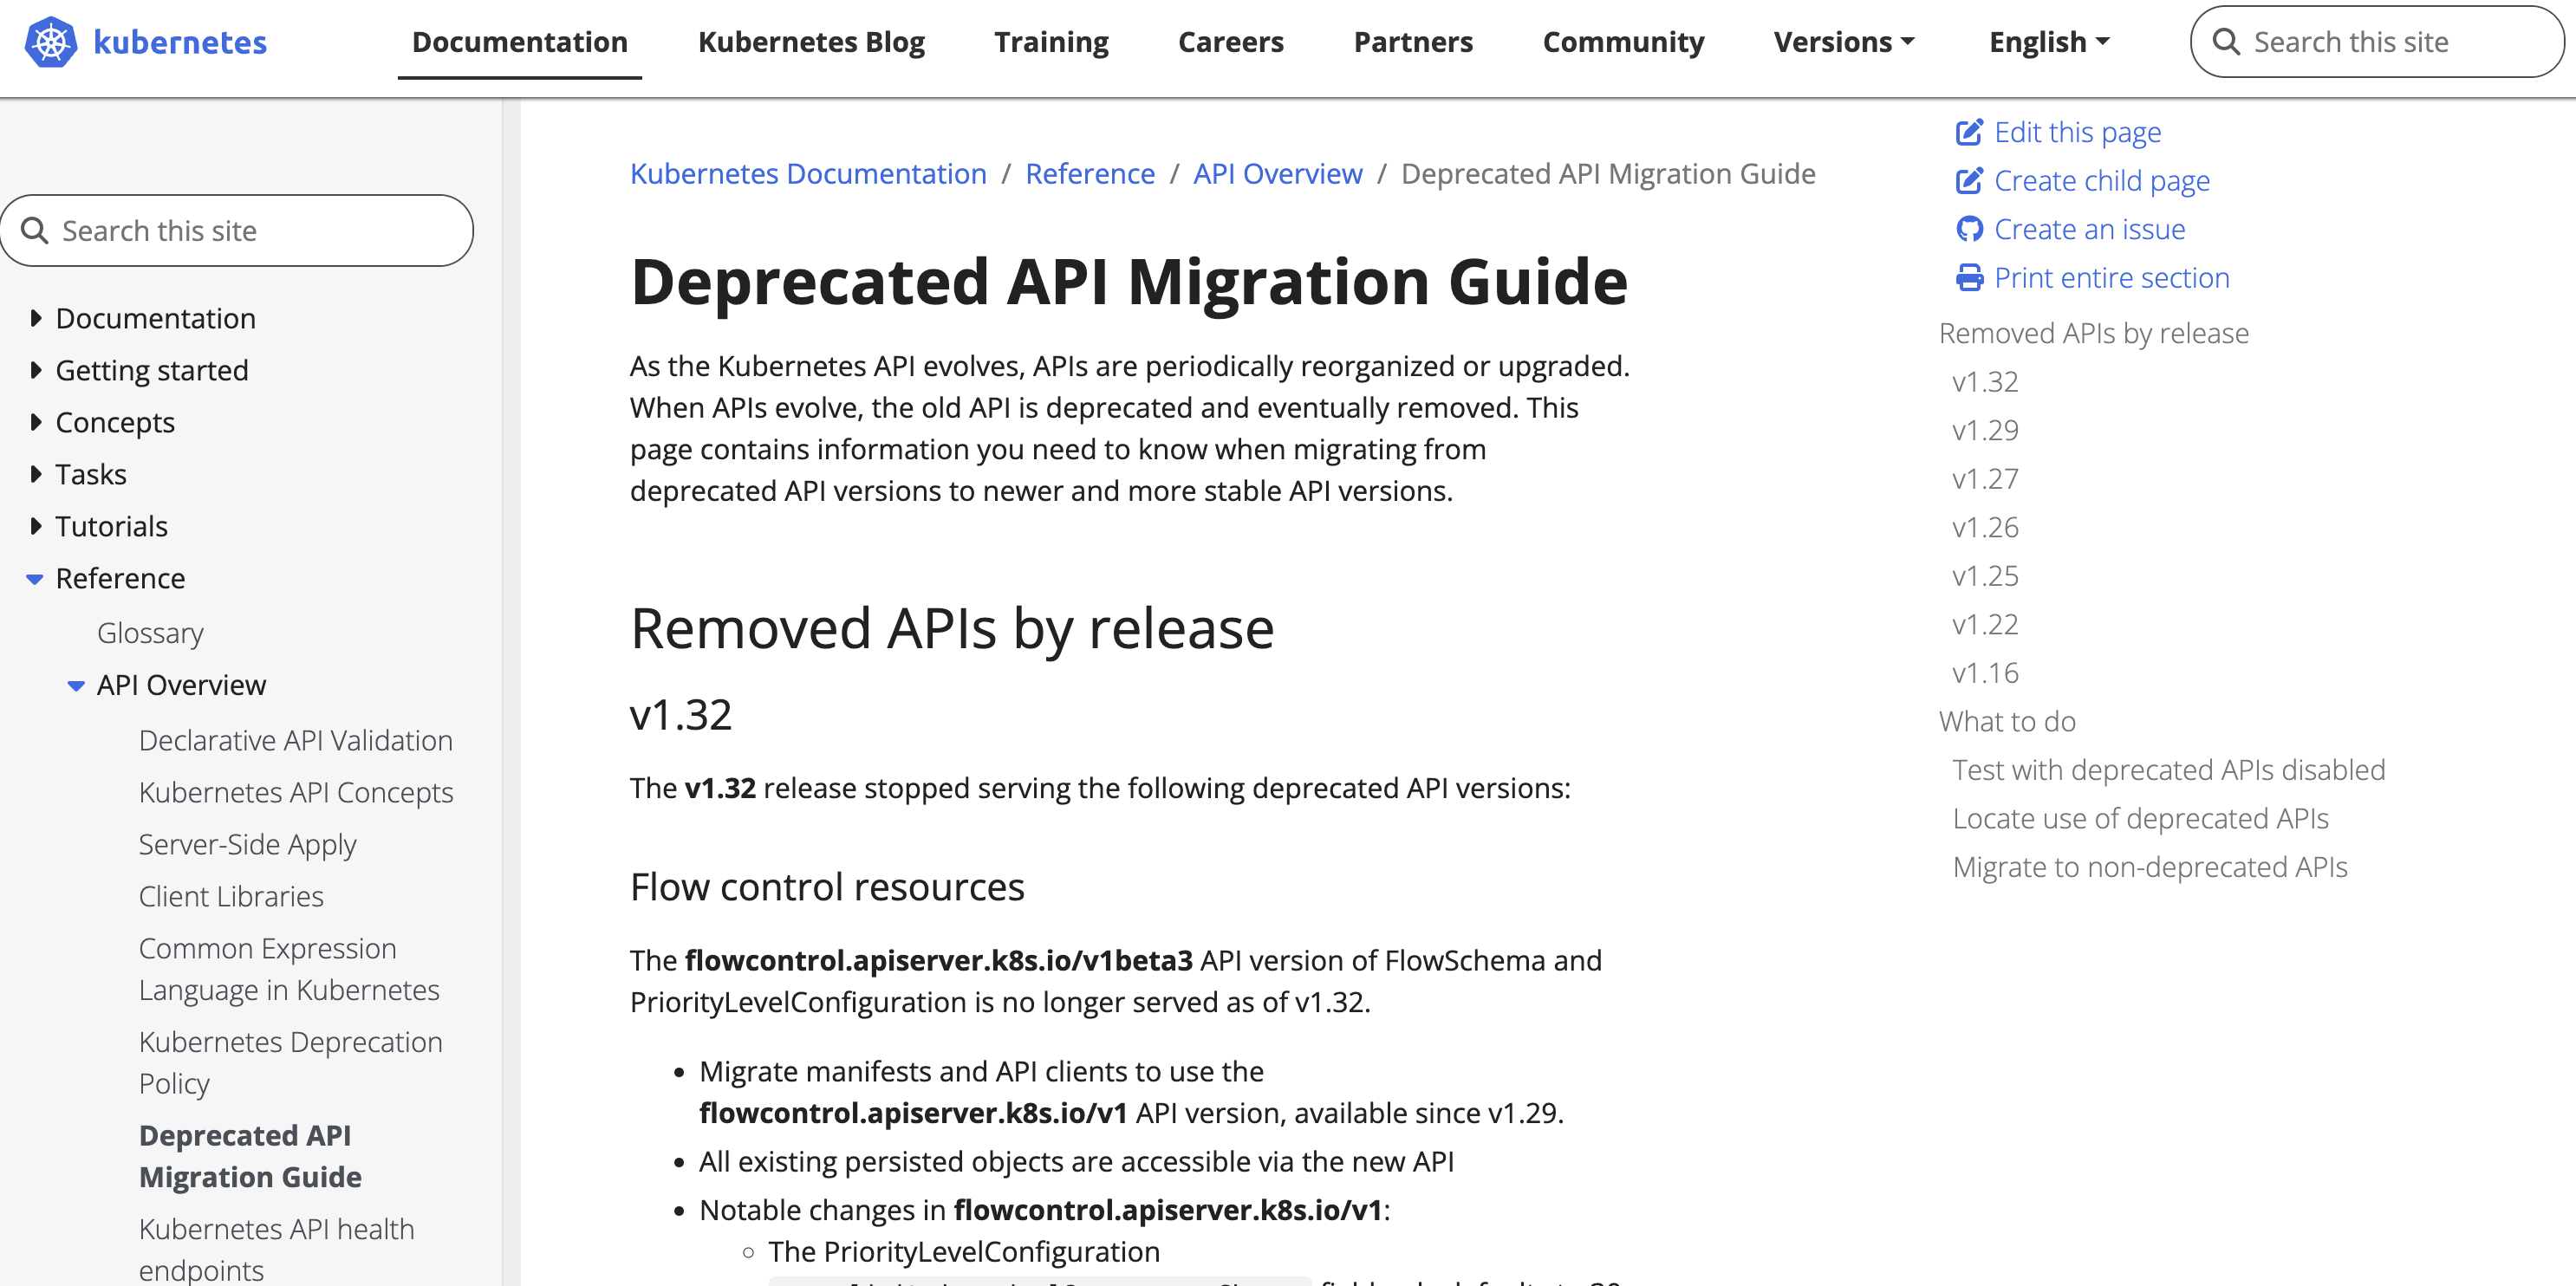 kubernetes
Documentation
Kubernetes Blog
Training
Careers
Partners
Community
Versions
English
Search this site
Search this site
Documentation
Getting started
Concepts
Tasks
Tutorials
Reference
Glossary
API Overview
Declarative API Validation
Kubernetes API Concepts
Server-Side Apply
Client Libraries
Common Expression
Language in Kubernetes
Kubernetes Deprecation
Policy
Deprecated API
Migration Guide
Kubernetes API health
endpoints
Kubernetes Documentation / Reference / API Overview / Deprecated API Migration Guide
Deprecated API Migration Guide
As the Kubernetes API evolves, APIs are periodically reorganized or upgraded.
When APIs evolve, the old API is deprecated and eventually removed. This
page contains information you need to know when migrating from
deprecated API versions to newer and more stable API versions.
Removed APIs by release
v1.32
The v1.32 release stopped serving the following deprecated API versions:
Flow control resources
The flowcontrol.apiserver.k8s.io/v1beta3 API version of FlowSchema and
PriorityLevelConfiguration is no longer served as of v1.32.
• Migrate manifests and API clients to use the
flowcontrol.apiserver.k8s.io/v1 API version, available since v1.29.
• All existing persisted objects are accessible via the new API
• Notable changes in flowcontrol.apiserver.k8s.io/v1:
◦ The PriorityLevelConfiguration
Edit this page
Create child page
Create an issue
Print entire section
Removed APIs by release
v1.32
v1.29
v1.27
v1.26
v1.25
v1.22
v1.16
What to do
Test with deprecated APIs disabled
Locate use of deprecated APIs
Migrate to non-deprecated APIs